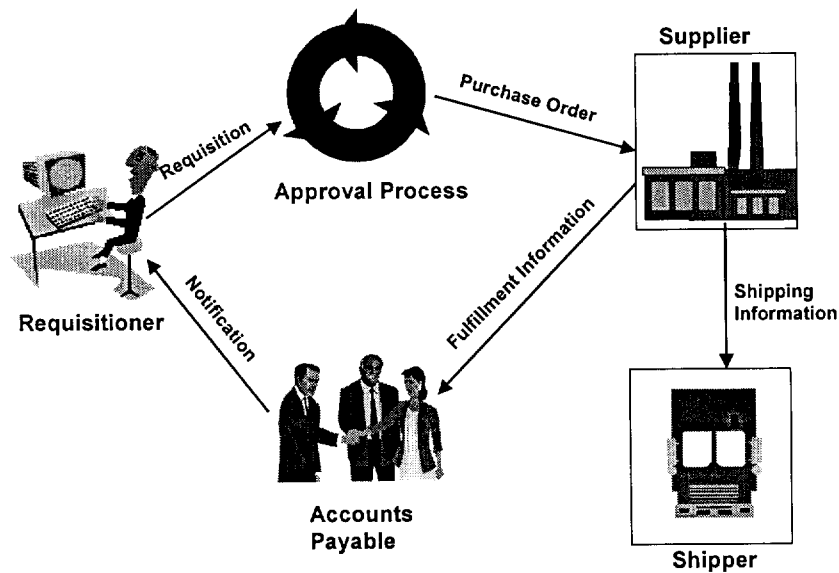 Supplier
Purchase Order
Requisition
Approval Process
Requisitioner
Notification
Fulfillment Information
Shipping
Information
Accounts
Payable
Shipper